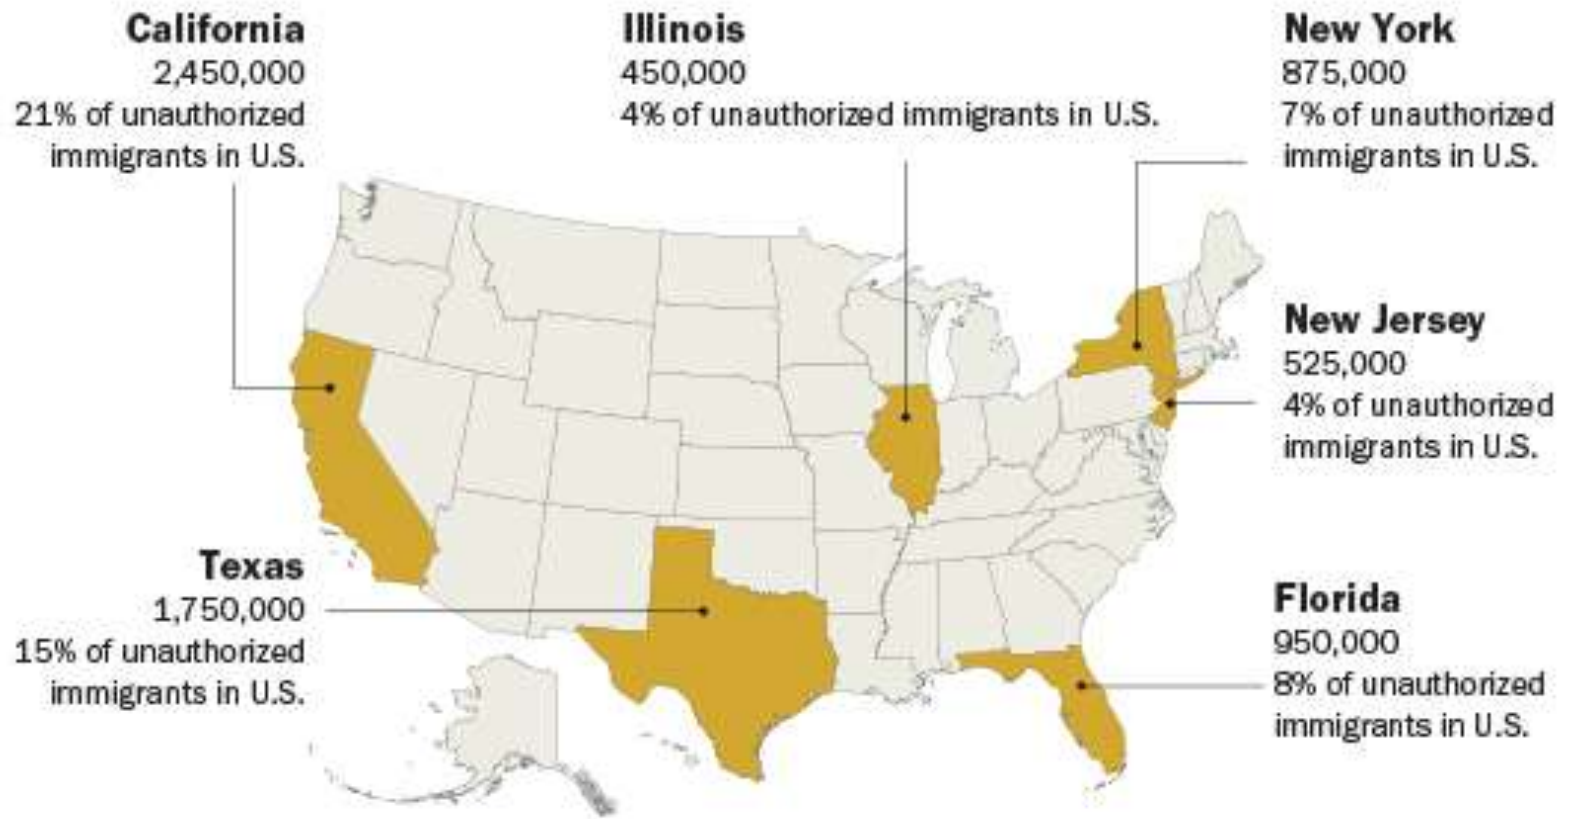 California
2,450,000
21% of unauthorized
immigrants in U.S.
Illinois
450,000
4% of unauthorized immigrants in U.S.
New York
875,000
7% of unauthorized
immigrants in U.S.
New Jersey
525,000
4% of unauthorized
immigrants in U.S.
Texas
1,750,000
15% of unauthorized
immigrants in U.S.
Florida
950,000
8% of unauthorized
immigrants in U.S.